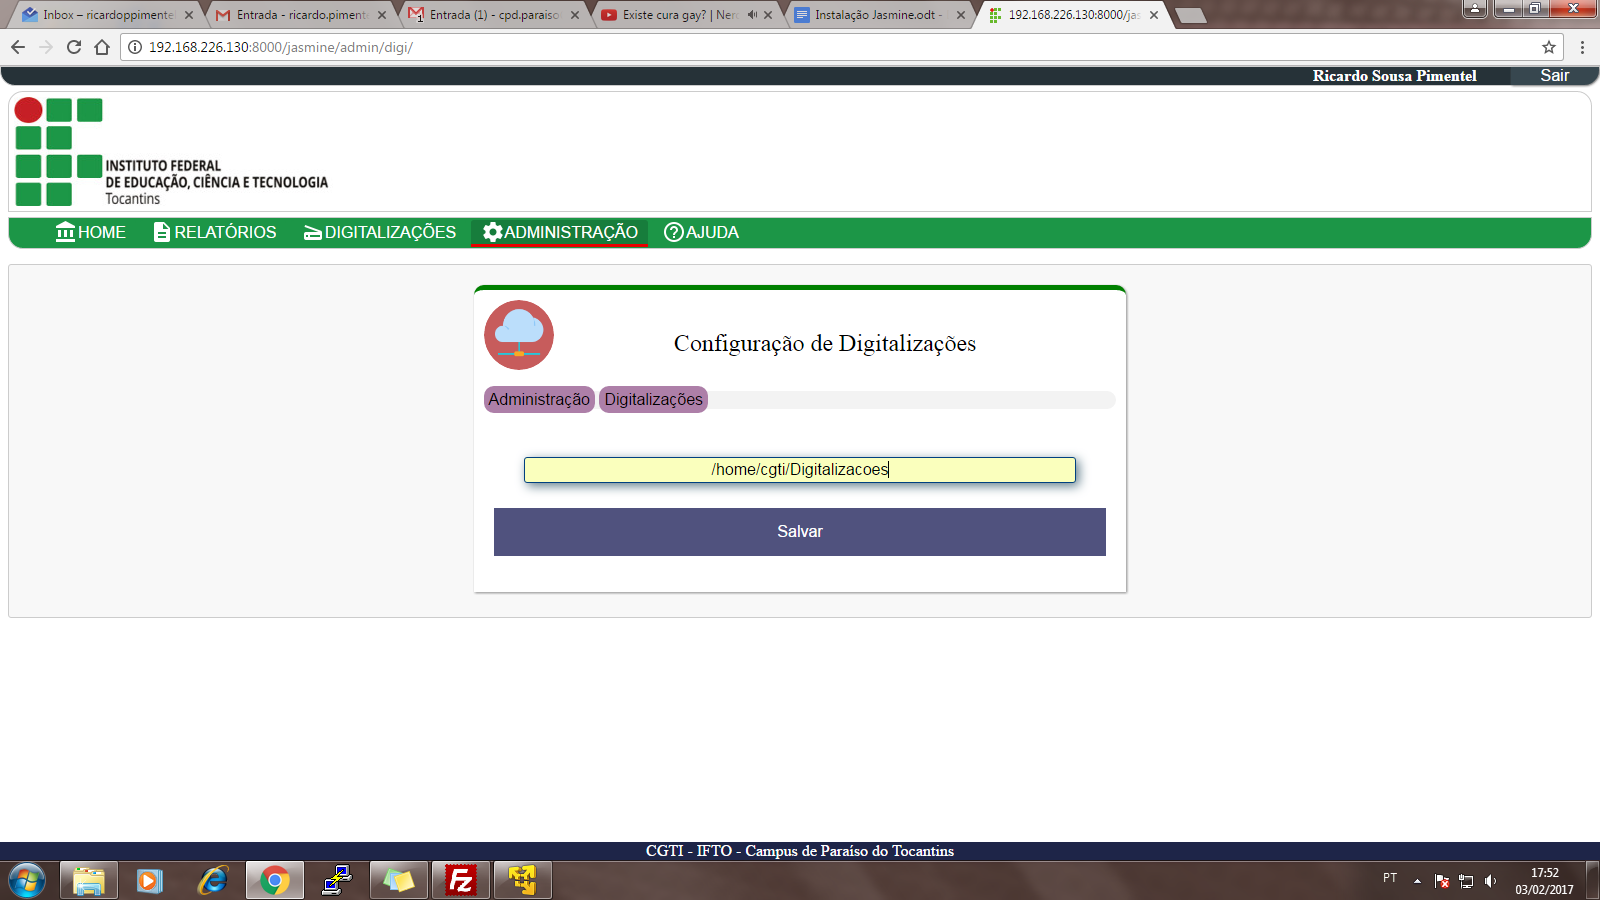 Inbox – ricardoppimente
Entrada - ricardo.piment
Entrada (1) - cpd.paraiso
Existe cura gay? | Nerd
Instalação Jasmine.odt -
192.168.226.130:8000/jas
192.168.226.130:8000/jasmine/admin/digi/
Ricardo Sousa Pimentel
Sair
INSTITUTO FEDERAL
DE EDUCAÇÃO, CIÊNCIA E TECNOLOGIA
Tocantins
HOME
RELATÓRIOS
DIGITALIZAÇÕES
ADMINISTRAÇÃO
AJUDA
Configuração de Digitalizações
Administração
Digitalizações
/home/cgti/Digitalizacoes
Salvar
CGTI - IFTO - Campus de Paraíso do Tocantins
PT
17:52
03/02/2017